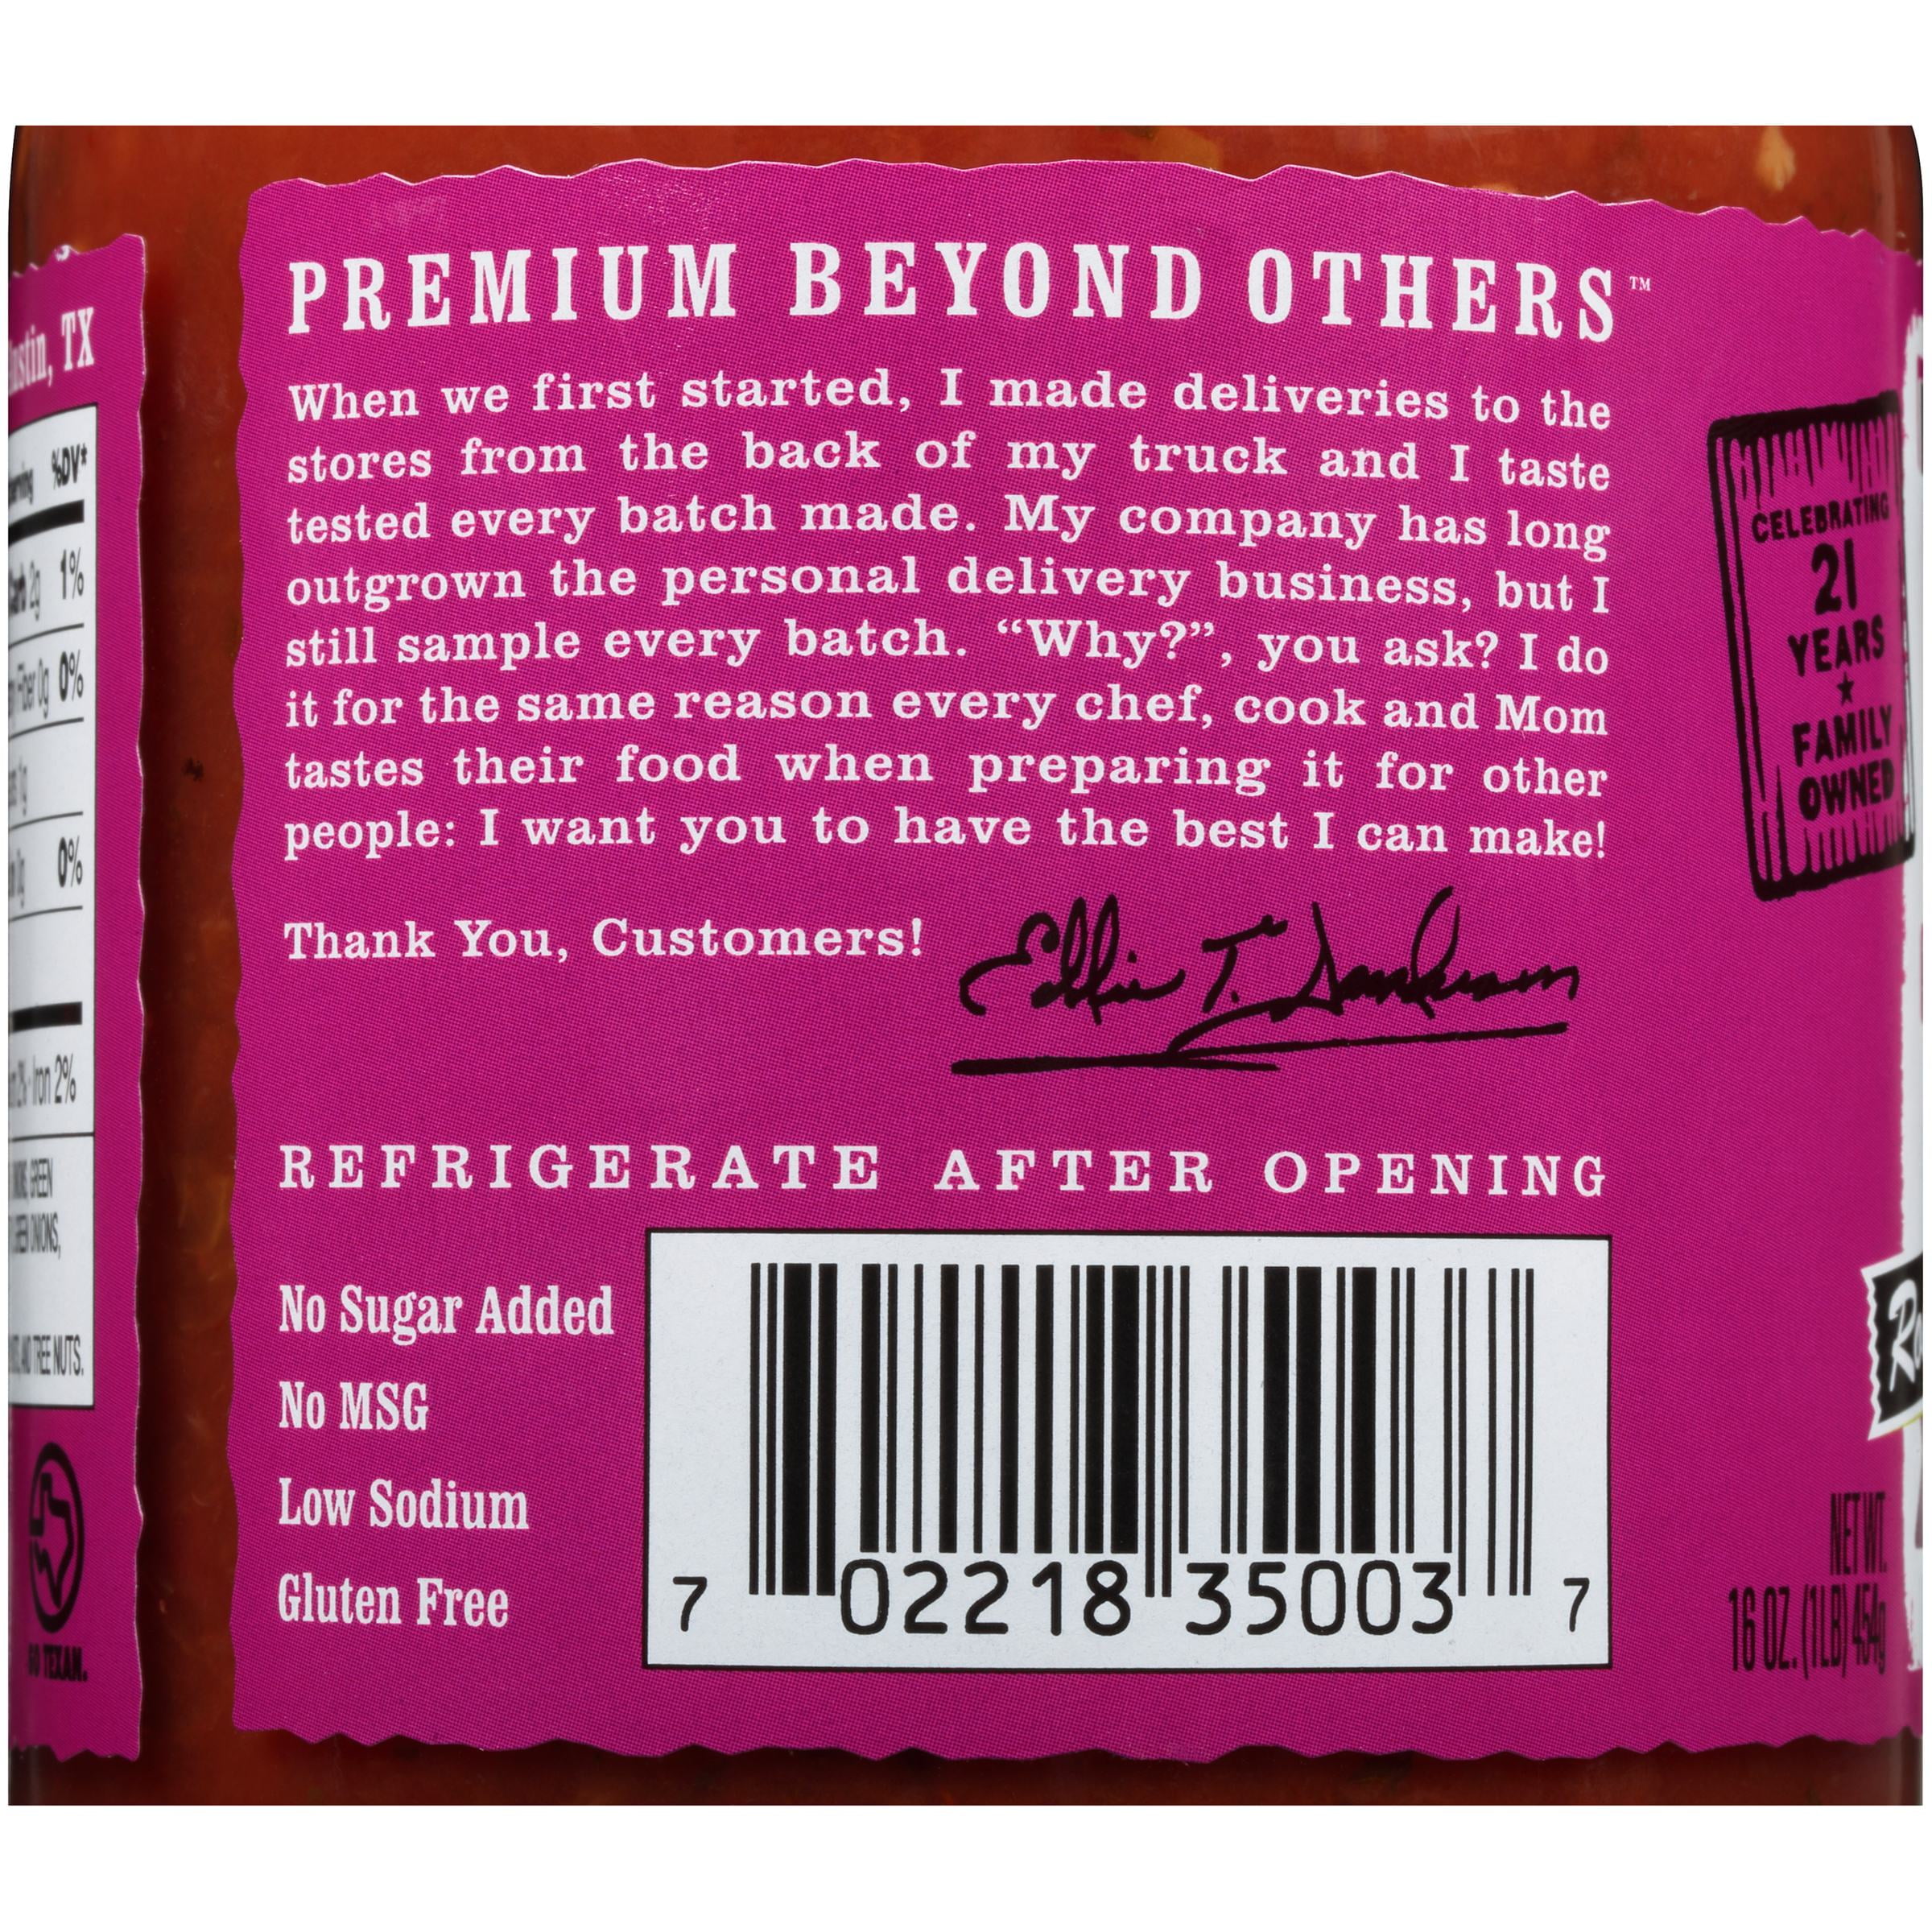 PREMIUM BEYOND OTHERS™
When we first started, I made deliveries to the
stores from the back of my truck and I taste
tested every batch made. My company has long
outgrown the personal delivery business, but I
still sample every batch. “Why?”, you ask? I do
it for the same reason every chef, cook and Mom
tastes their food when preparing it for other
people: I want you to have the best I can make!
Thank You, Customers!
REFRIGERATE AFTER OPENING
No Sugar Added
No MSG
Low Sodium
Gluten Free
7 02218 35003 7
TX
%DV*
2g 1%
0g 0%
1g
0%
Iron 2%
GREEN
GREEN ONIONS,
AND TREE NUTS.
GO TEXAN.
CELEBRATING
21
YEARS
FAMILY
OWNED
NET WT.
16 OZ. (1LB) 454g